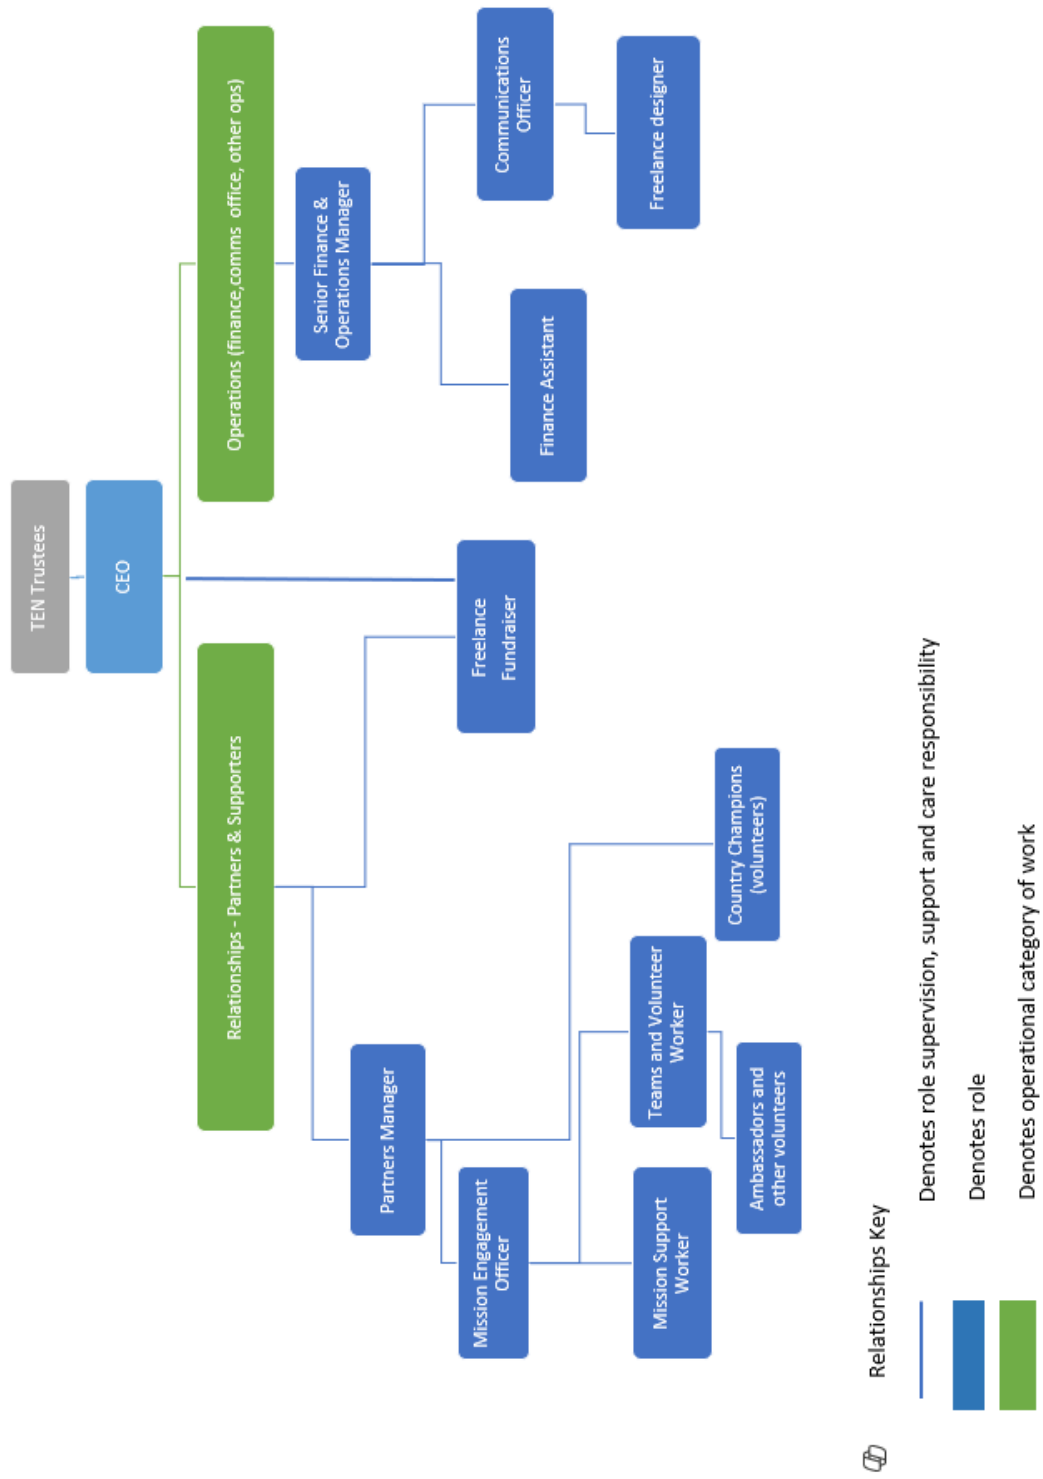 TEN Trustees
CEO
Relationships - Partners & Supporters
Operations (finance,comms  office, other ops)
Senior Finance &
Operations Manager
Partners Manager
Mission Engagement
Officer
Freelance
Fundraiser
Finance Assistant
Communications
Officer
Mission Support
Worker
Teams and Volunteer
Worker
Freelance designer
Ambassadors and
other volunteers
Country Champions
(volunteers)
Relationships Key
Denotes role supervision, support and care responsibility
Denotes role
Denotes operational category of work